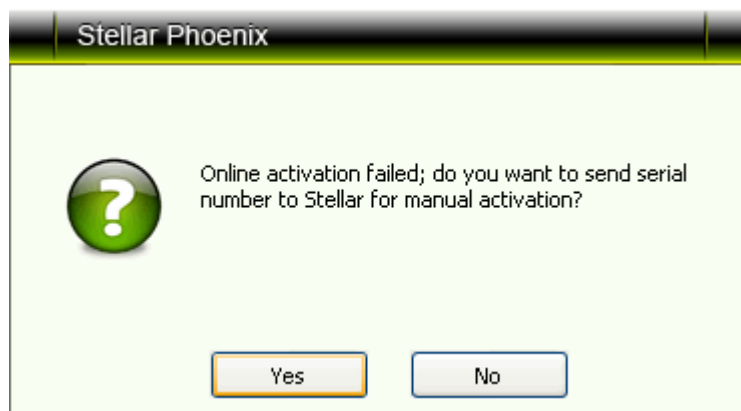 Stellar Phoenix
Online activation failed; do you want to send serial
number to Stellar for manual activation?
Yes No